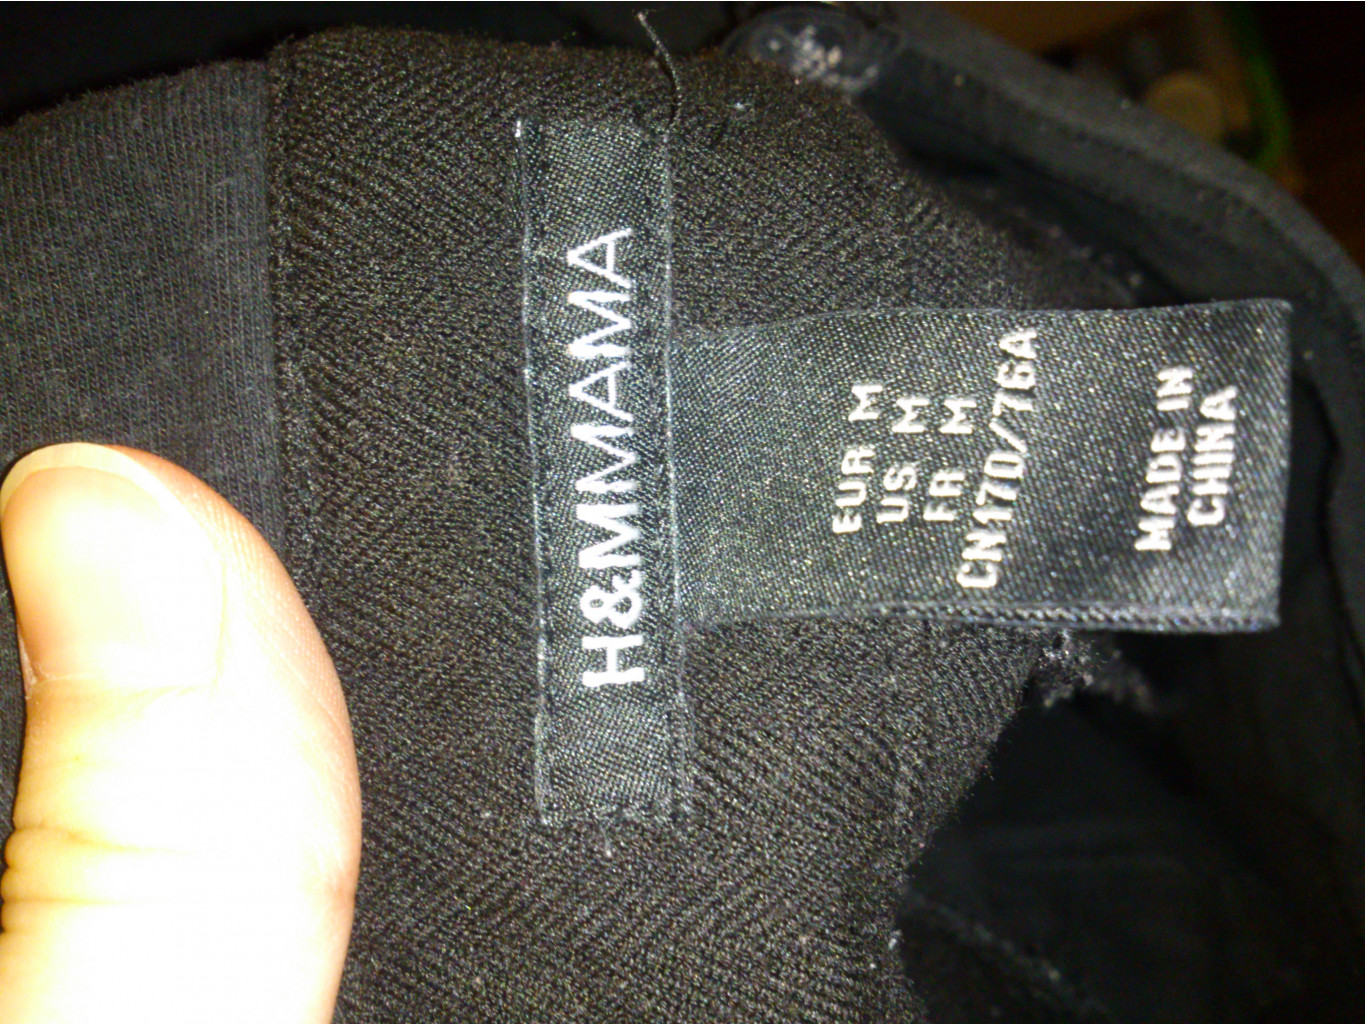 H&MMAMA
EUR M
US M
FR M
CN170/76A
MADE IN
CHINA